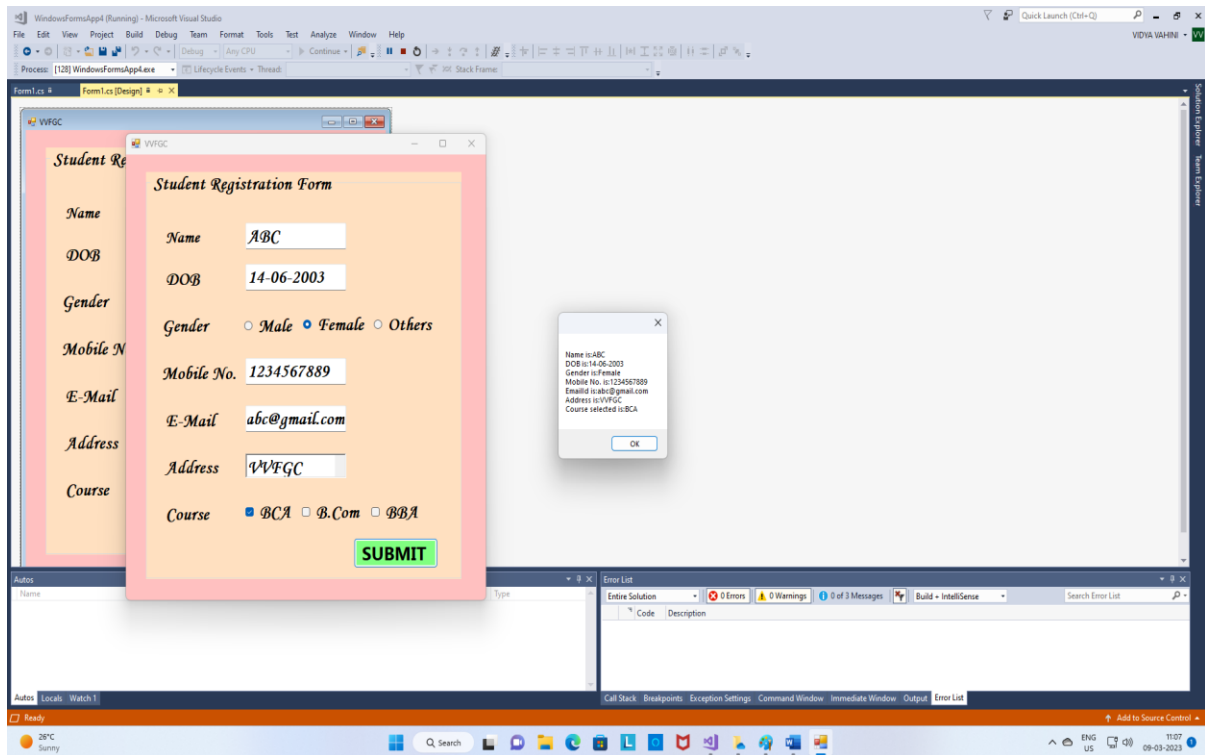 WindowsFormsApp4 (Running) - Microsoft Visual Studio
Quick Launch (Ctrl+Q)
File Edit View Project Build Debug Team Format Tools Test Analyze Window Help
VIDYA VAHINI VV
Debug Any CPU Continue
Process: [128] WindowsFormsApp4.exe Lifecycle Events Thread: Stack Frame:
Form1.cs Form1.cs [Design]
Solution Explorer
Team Explorer
VVFGC
Student Re
Name
DOB
Gender
Mobile N
E-Mail
Address
Course
VVFGC
Student Registration Form
Name ABC
DOB 14-06-2003
Gender Male Female Others
Mobile No. 1234567889
E-Mail abc@gmail.com
Address VVFGC
Course BCA B.Com BBA
SUBMIT
Name is:ABC
DOB is:14-06-2003
Gender is:Female
Mobile No. is:1234567889
EmailId is:abc@gmail.com
Address is:VVFGC
Course selected is:BCA
OK
Autos
Name Type
Autos Locals Watch 1
Error List
Entire Solution 0 Errors 0 Warnings 0 of 3 Messages Build + IntelliSense Search Error List
Code Description
Call Stack Breakpoints Exception Settings Command Window Immediate Window Output Error List
Ready
Add to Source Control
26°C
Sunny
Search
ENG
US
11:07
09-03-2023
1